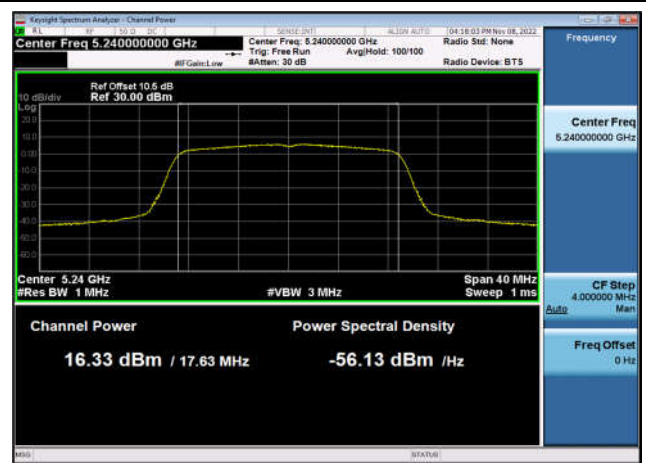 Keysight Spectrum Analyzer - Channel Power
RL RF 50 Ω DC SENSE:INT ALIGN AUTO 04:18:03 PM Nov 08, 2022
Center Freq 5.240000000 GHz
Center Freq: 5.240000000 GHz
Radio Std: None
Trig: Free Run Avg|Hold: 100/100
#IFGain:Low #Atten: 30 dB Radio Device: BTS
Frequency
Ref Offset 10.5 dB
10 dB/div Ref 30.00 dBm
Log
20.0
10.0
0.00
-10.0
-20.0
-30.0
-40.0
-50.0
-60.0
Center Freq
5.240000000 GHz
Center 5.24 GHz Span 40 MHz
#Res BW 1 MHz #VBW 3 MHz Sweep 1 ms
CF Step
4.000000 MHz
Auto Man
Channel Power Power Spectral Density
16.33 dBm / 17.63 MHz -56.13 dBm /Hz
Freq Offset
0 Hz
MSG STATUS